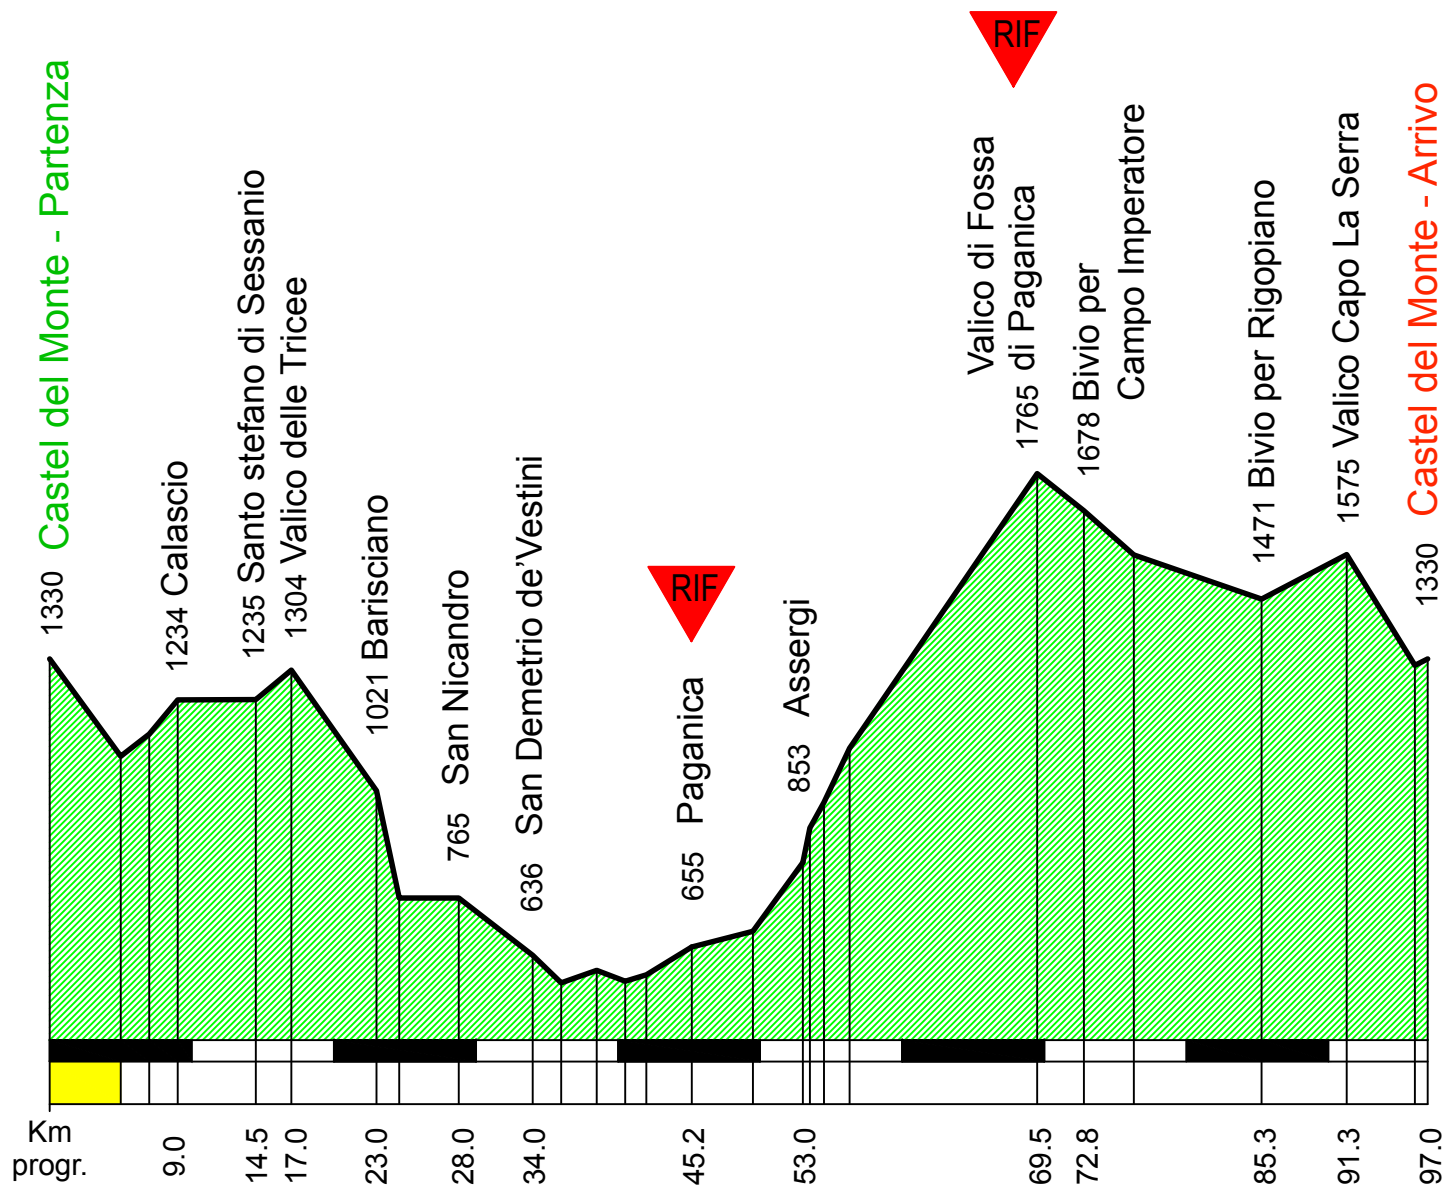 1330 Castel del Monte - Partenza
1234 Calascio
1235 Santo stefano di Sessanio
1304 Valico delle Tricee
1021 Barisciano
765 San Nicandro
636 San Demetrio de'Vestini
RIF
655 Paganica
853 Assergi
RIF
Valico di Fossa
1765 di Paganica
1678 Bivio per
Campo Imperatore
1471 Bivio per Rigopiano
1575 Valico Capo La Serra
1330 Castel del Monte - Arrivo
Km
progr.
9.0
14.5
17.0
23.0
28.0
34.0
45.2
53.0
69.5
72.8
85.3
91.3
97.0